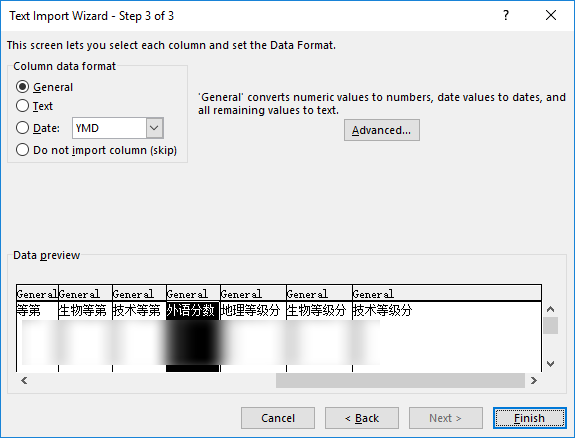 Text Import Wizard - Step 3 of 3
This screen lets you select each column and set the Data Format.
Column data format
General
Text
Date: YMD
Do not import column (skip)
'General' converts numeric values to numbers, date values to dates, and
all remaining values to text.
Advanced...
Data preview
General General General General General General General
等第 生物等第 技术等第 外语分数 地理等级分 生物等级分 技术等级分
Cancel < Back Next > Finish